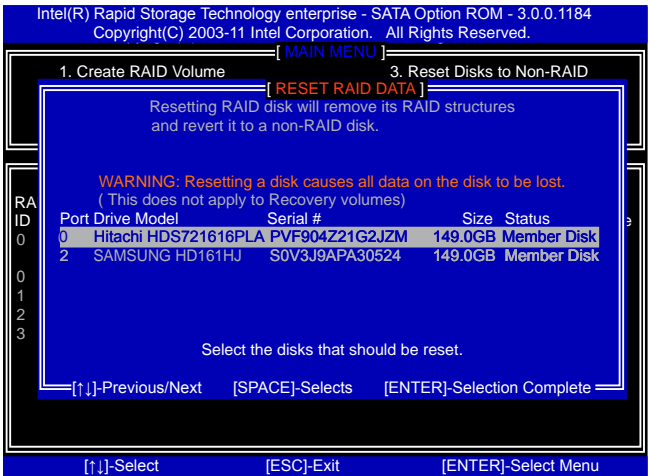 Intel(R) Rapid Storage Technology enterprise - SATA Option ROM - 3.0.0.1184
Copyright(C) 2003-11 Intel Corporation. All Rights Reserved.
[ MAIN MENU ]
1. Create RAID Volume 3. Reset Disks to Non-RAID
[ RESET RAID DATA ]
Resetting RAID disk will remove its RAID structures
and revert it to a non-RAID disk.
WARNING: Resetting a disk causes all data on the disk to be lost.
( This does not apply to Recovery volumes)
RA
ID
Port Drive Model Serial # Size Status
0 Hitachi HDS721616PLA PVF904Z21G2JZM 149.0GB Member Disk
2 SAMSUNG HD161HJ S0V3J9APA30524 149.0GB Member Disk
0
0
1
2
3
Select the disks that should be reset.
[↑↓]-Previous/Next [SPACE]-Selects [ENTER]-Selection Complete
[↑↓]-Select [ESC]-Exit [ENTER]-Select Menu